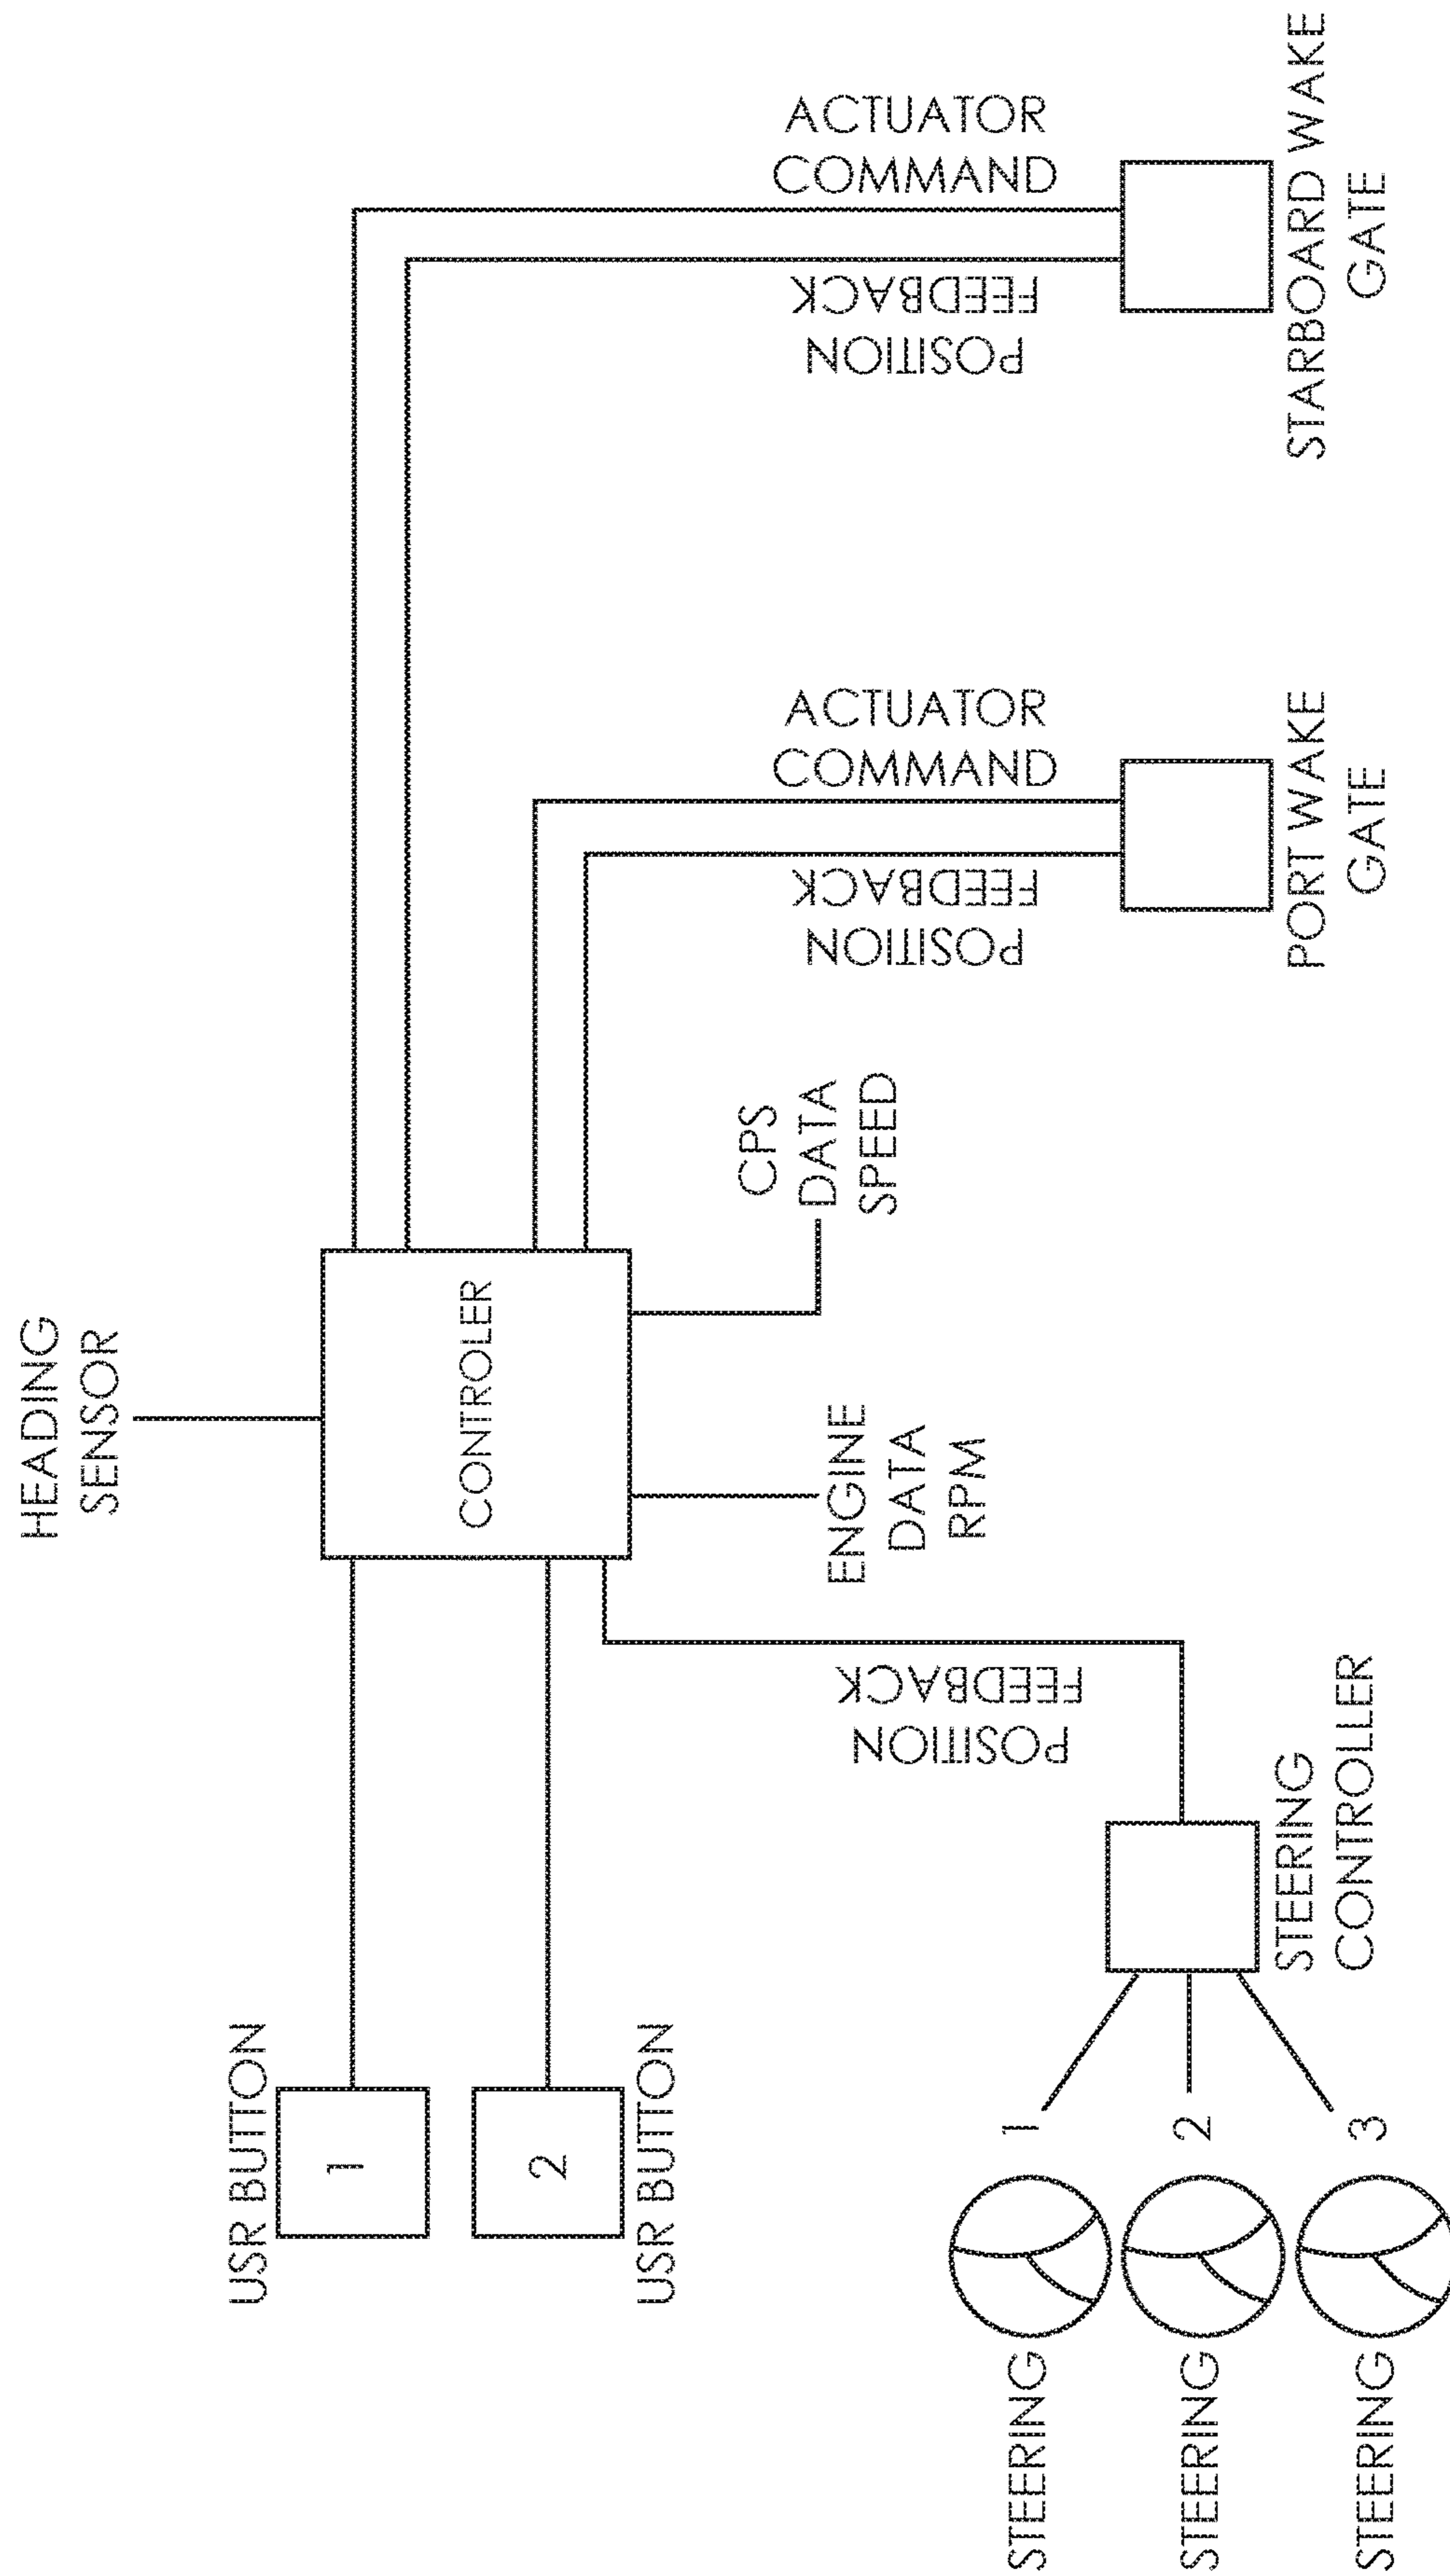 HEADING
SENSOR
USR BUTTON
1
2
USR BUTTON
CONTROLER
ENGINE
DATA
RPM
CPS
DATA
SPEED
POSITION
FEEDBACK
ACTUATOR
COMMAND
POSITION
FEEDBACK
ACTUATOR
COMMAND
POSITION
FEEDBACK
STEERING
1
STEERING
2
STEERING
3
STEERING
CONTROLLER
PORT WAKE
GATE
STARBOARD WAKE
GATE